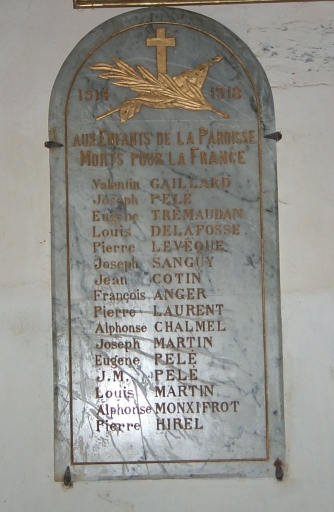 1914 1918
AUX ENFANTS DE LA PAROISSE
MORTS POUR LA FRANCE
Valentin GAILLARD
Joseph PELÉ
Eugène TRÉMAUDAN
Louis DELAFOSSE
Pierre LEVÊQUE
Joseph SANGUY
Jean COTIN
François ANGER
Pierre LAURENT
Alphonse CHALMEL
Joseph MARTIN
Eugène PELÉ
J.M. PELÉ
Louis MARTIN
Alphonse MONXIFROT
Pierre HIREL